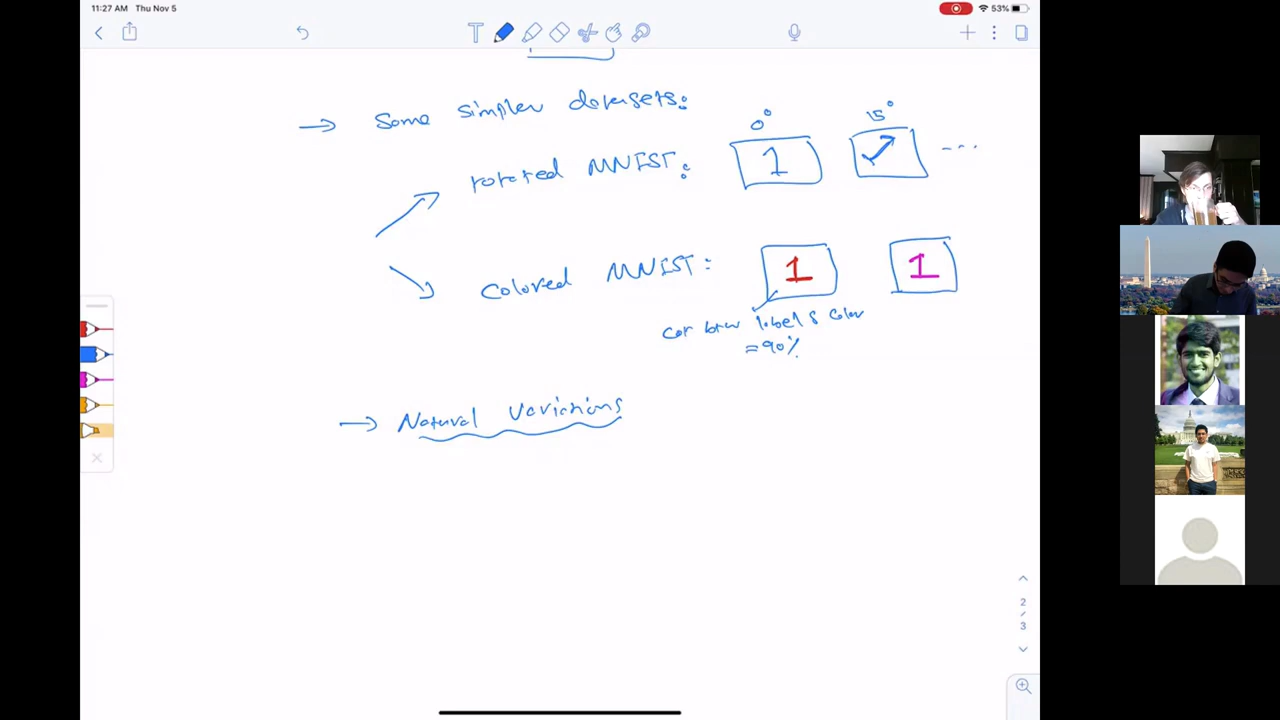 11:27 AM Thu Nov 5
53%
T
→ Some simpler datasets:
0° 15°
rotated MNIST: 1 ✓ ...
colored MNIST: 1 1
cor btw label & color
= 90%
→ Natural Variations
2
/
3